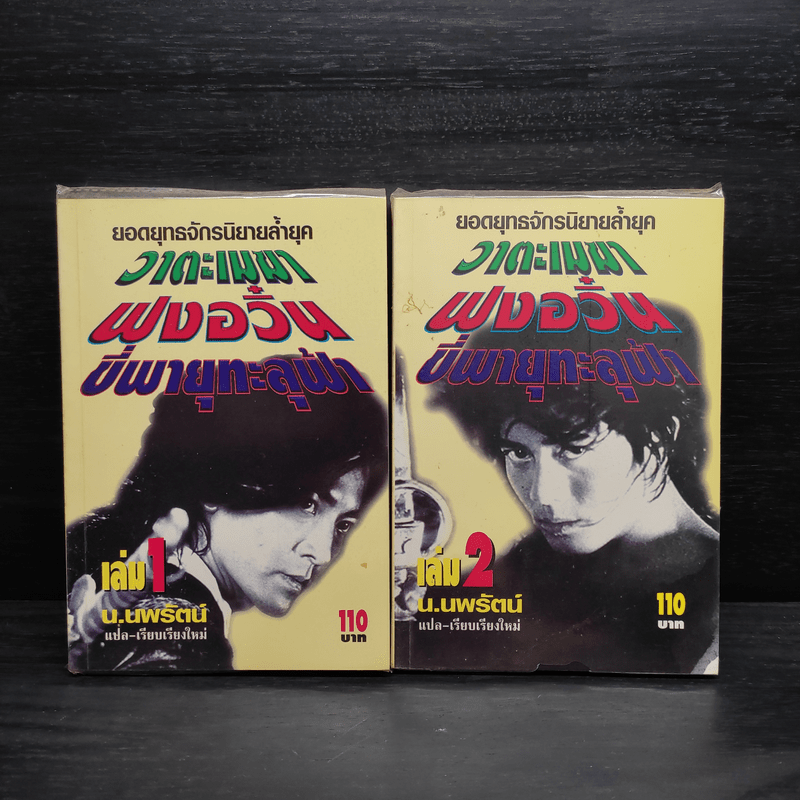 ยอดยุทธจักรนิยายล้ำยุค
วาตะเมฆา
ฟงอวิ๋น
ขี่พายุทะลุฟ้า
เล่ม 1
น.นพรัตน์
แปล-เรียบเรียงใหม่
110
บาท
ยอดยุทธจักรนิยายล้ำยุค
วาตะเมฆา
ฟงอวิ๋น
ขี่พายุทะลุฟ้า
เล่ม 2
น.นพรัตน์
แปล-เรียบเรียงใหม่
110
บาท